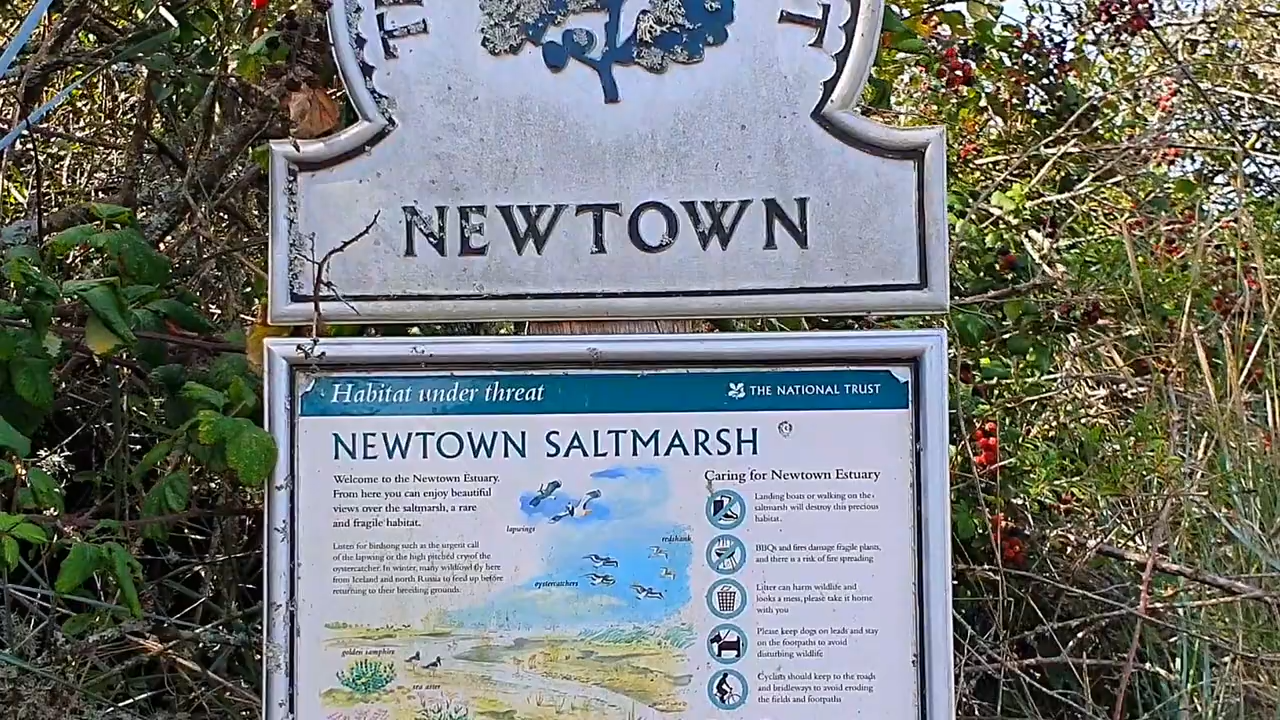 NEWTOWN
Habitat under threat
THE NATIONAL TRUST
NEWTOWN SALTMARSH
Welcome to the Newtown Estuary.
From here you can enjoy beautiful
views over the saltmarsh, a rare
and fragile habitat.
Listen for birdsong such as the urgent call
of the lapwing or the high pitched cry of the
oystercatcher. In winter, many wildfowl fly here
from Iceland and north Russia to feed up before
returning to their breeding grounds.
lapwings
redshank
oystercatchers
golden samphire
sea aster
Caring for Newtown Estuary
Landing boats or walking on the
saltmarsh will destroy this precious
habitat.
BBQs and fires damage fragile plants,
and there is a risk of fire spreading
Litter can harm wildlife and
looks a mess, please take it home
with you
Please keep dogs on leads and stay
on the footpaths to avoid
disturbing wildlife
Cyclists should keep to the roads
and bridleways to avoid eroding
the fields and footpaths